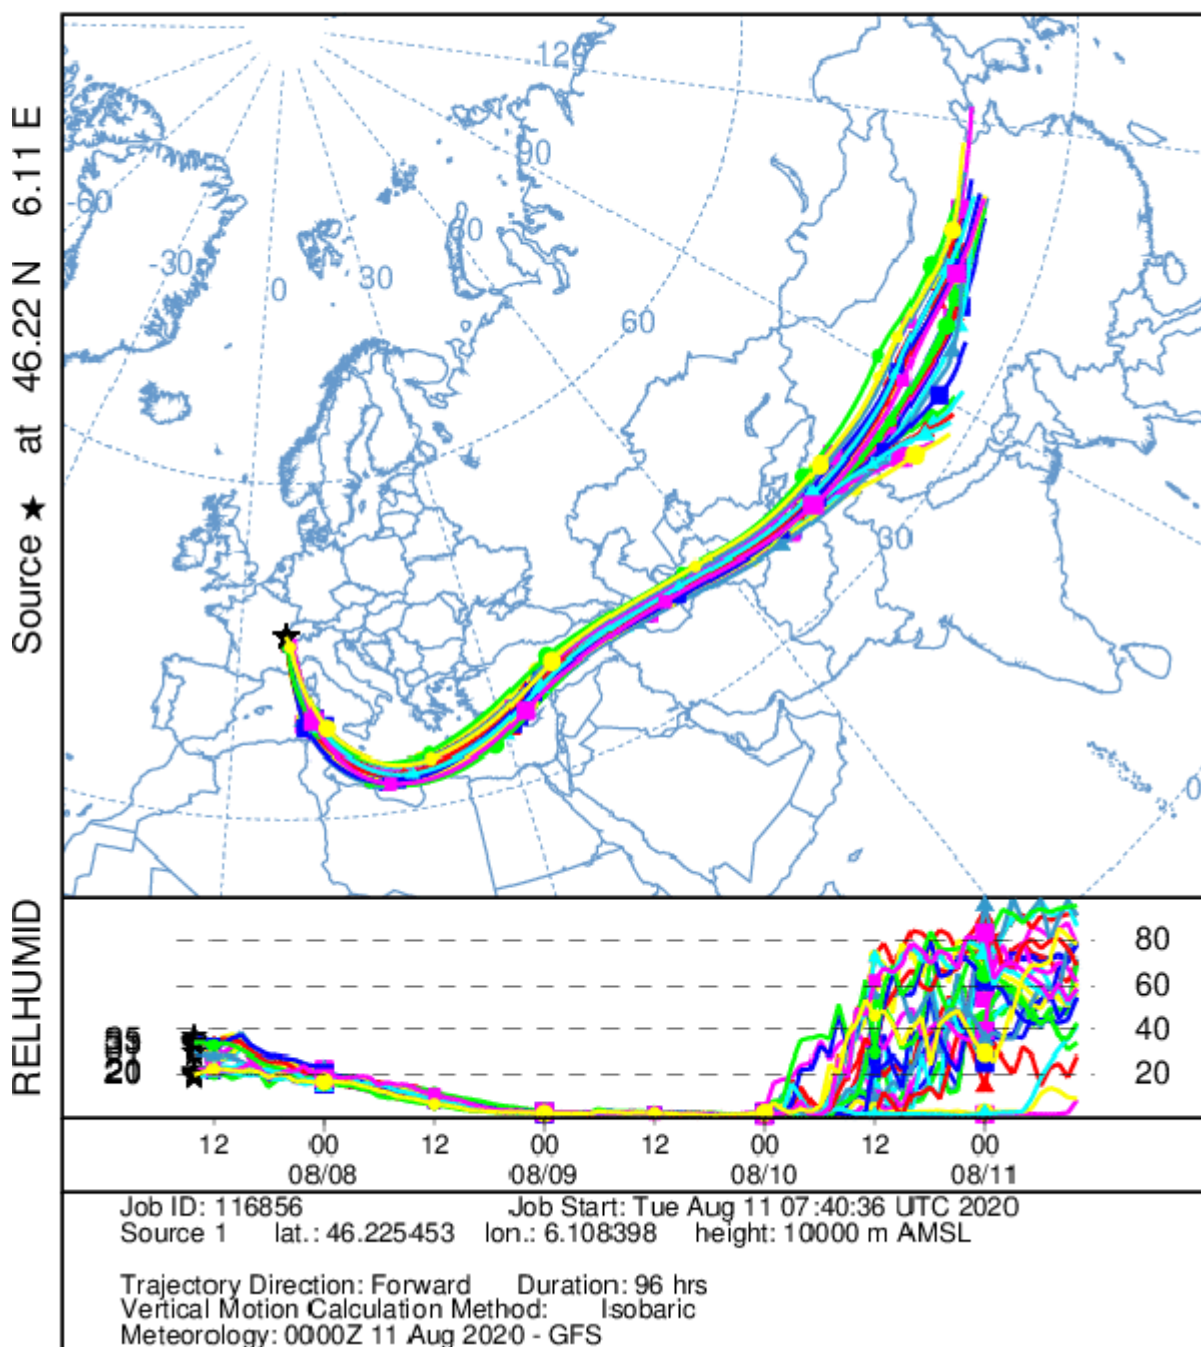 Source ★ at 46.22 N 6.11 E
120
90
60
-60
-30
0
30
60
30
0
RELHUMID
80
60
40
20
35
20
12 00 12 00 12 00 12 00
08/08 08/09 08/10 08/11
Job ID: 116856 Job Start: Tue Aug 11 07:40:36 UTC 2020
Source 1 lat.: 46.225453 lon.: 6.108398 height: 10000 m AMSL
Trajectory Direction: Forward Duration: 96 hrs
Vertical Motion Calculation Method: Isobaric
Meteorology: 0000Z 11 Aug 2020 - GFS